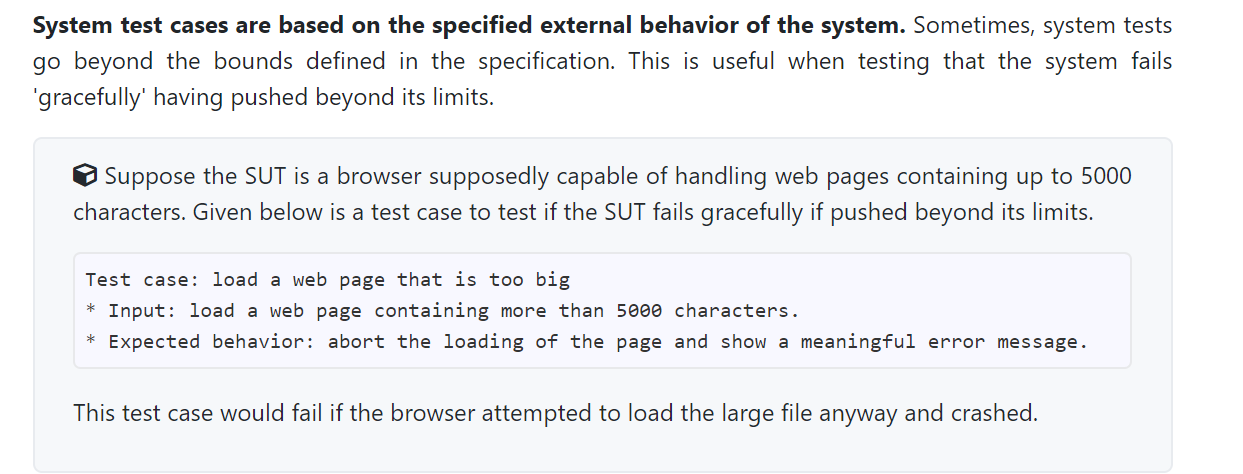 System test cases are based on the specified external behavior of the system. Sometimes, system tests
go beyond the bounds defined in the specification. This is useful when testing that the system fails
'gracefully' having pushed beyond its limits.
Suppose the SUT is a browser supposedly capable of handling web pages containing up to 5000
characters. Given below is a test case to test if the SUT fails gracefully if pushed beyond its limits.
Test case: load a web page that is too big
* Input: load a web page containing more than 5000 characters.
* Expected behavior: abort the loading of the page and show a meaningful error message.
This test case would fail if the browser attempted to load the large file anyway and crashed.